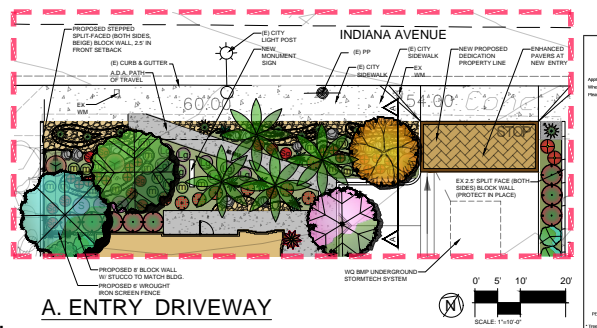 PROPOSED STEPPED
SPLIT-FACED (BOTH SIDES,
BEIGE) BLOCK WALL, 2.5' IN
FRONT SETBACK
(E) CITY
LIGHT POST
INDIANA AVENUE
NEW
MONUMENT
SIGN
(E) PP
(E) CITY
SIDEWALK
NEW PROPOSED
DEDICATION
PROPERTY LINE
ENHANCED
PAVERS AT
NEW ENTRY
(E) CURB & GUTTER
A.D.A. PATH
OF TRAVEL
(E) CITY
SIDEWALK
EX
WM
EX
WM
60.00
54.00
Conc
STOP
A
A
EX 2.5' SPLIT FACE (BOTH
SIDES) BLOCK WALL
(PROTECT IN PLACE)
PROPOSED 6' BLOCK WALL
W/ STUCCO TO MATCH BLDG.
PROPOSED 6' WROUGHT
IRON SCREEN FENCE
WQ BMP UNDERGROUND
STORMTECH SYSTEM
A. ENTRY DRIVEWAY
N
0' 5' 10' 20'
SCALE: 1"=10'-0"